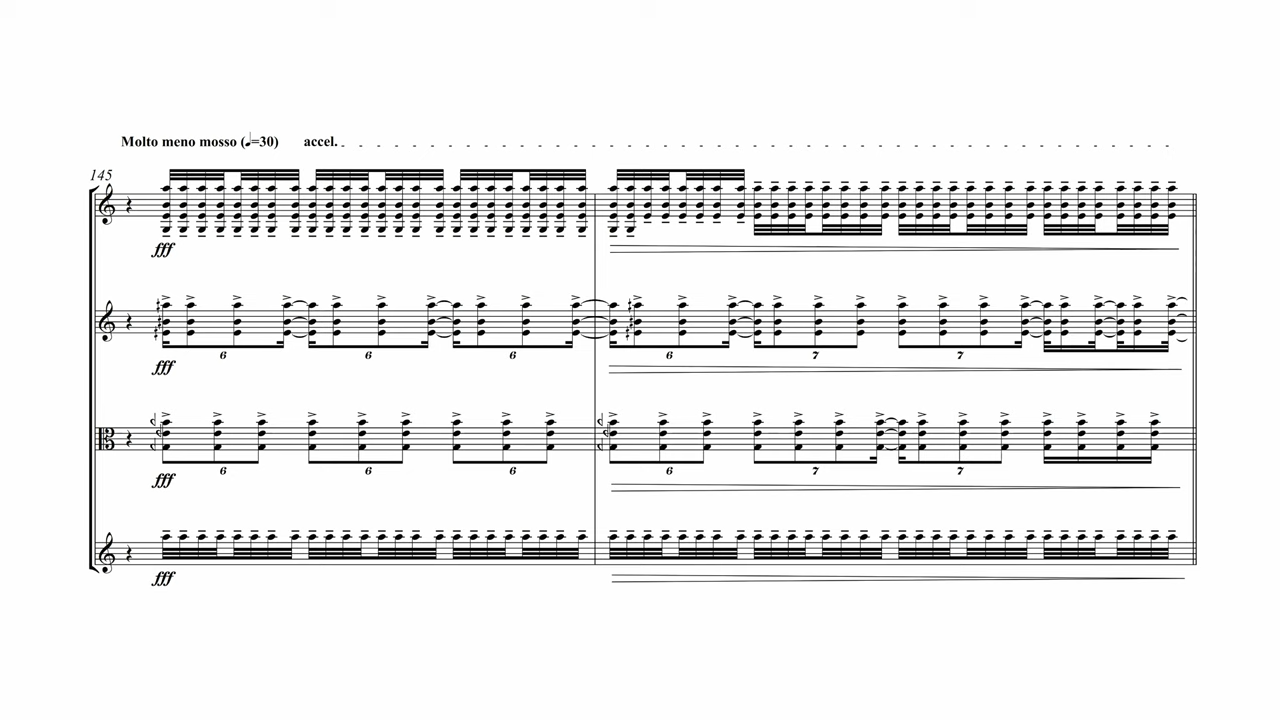 Molto meno mosso (♩=30) accel.
145
fff
6 6 6 6 7 7
fff
6 6 6 6 7 7
fff
fff